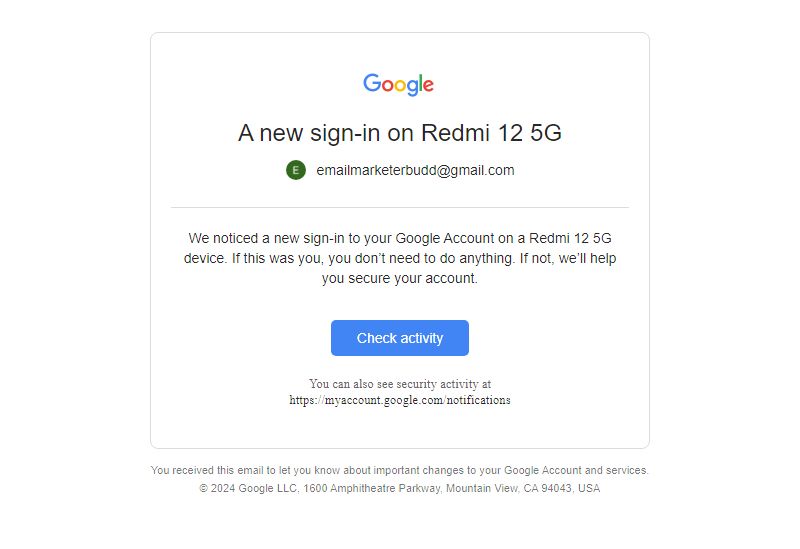 Google
A new sign-in on Redmi 12 5G
E emailmarketerbudd@gmail.com
We noticed a new sign-in to your Google Account on a Redmi 12 5G
device. If this was you, you don’t need to do anything. If not, we’ll help
you secure your account.
Check activity
You can also see security activity at
https://myaccount.google.com/notifications
You received this email to let you know about important changes to your Google Account and services.
© 2024 Google LLC, 1600 Amphitheatre Parkway, Mountain View, CA 94043, USA